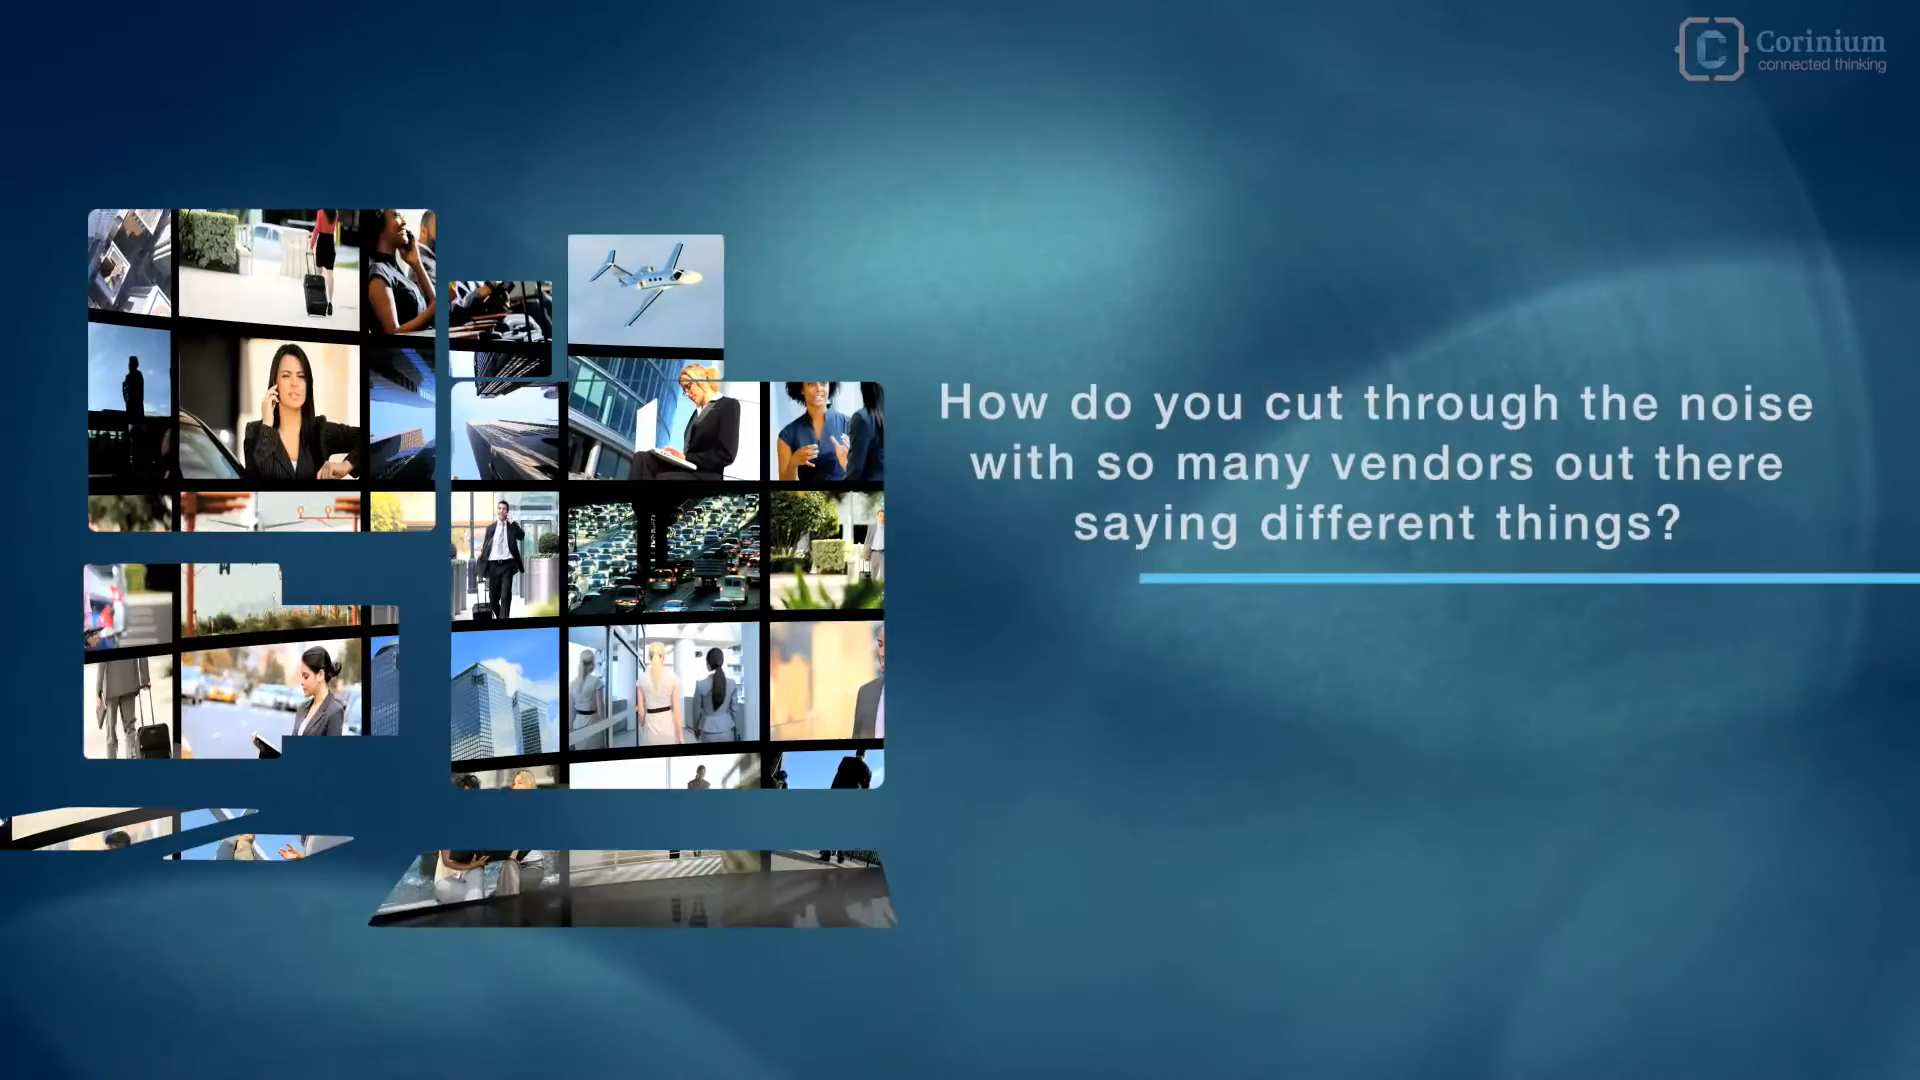 Corinium
connected thinking
How do you cut through the noise
with so many vendors out there
saying different things?